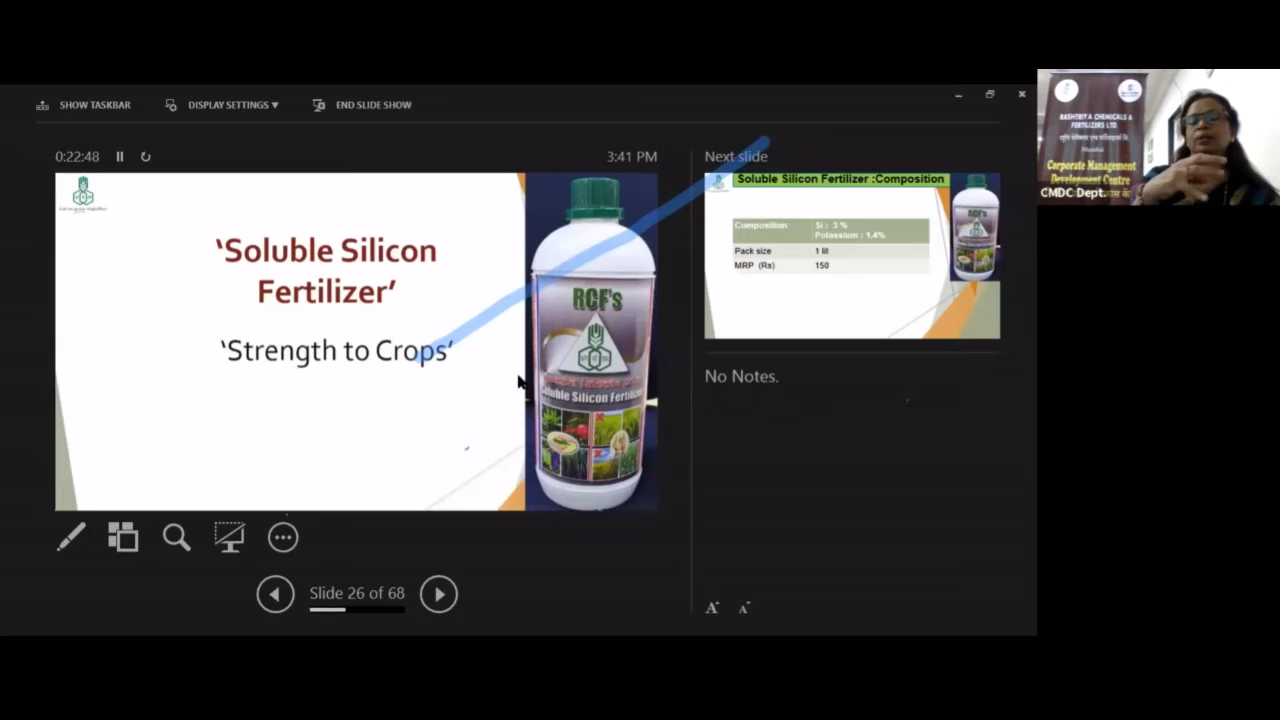 SHOW TASKBAR
DISPLAY SETTINGS ▼
END SLIDE SHOW
0:22:48
3:41 PM
Next slide
‘Soluble Silicon
Fertilizer’
‘Strength to Crops’
RCF's
Soluble Silicon Fertilizer
Soluble Silicon Fertilizer :Composition
Composition Si : 3 %
Potassium : 1.4%
Pack size 1 lit
MRP (Rs) 150
RCF's
No Notes.
Slide 26 of 68
A A
RASHTRIYA CHEMICALS &
FERTILIZERS LTD
Mumbai
Corporate Management
Development Centre
CMDC Dept.